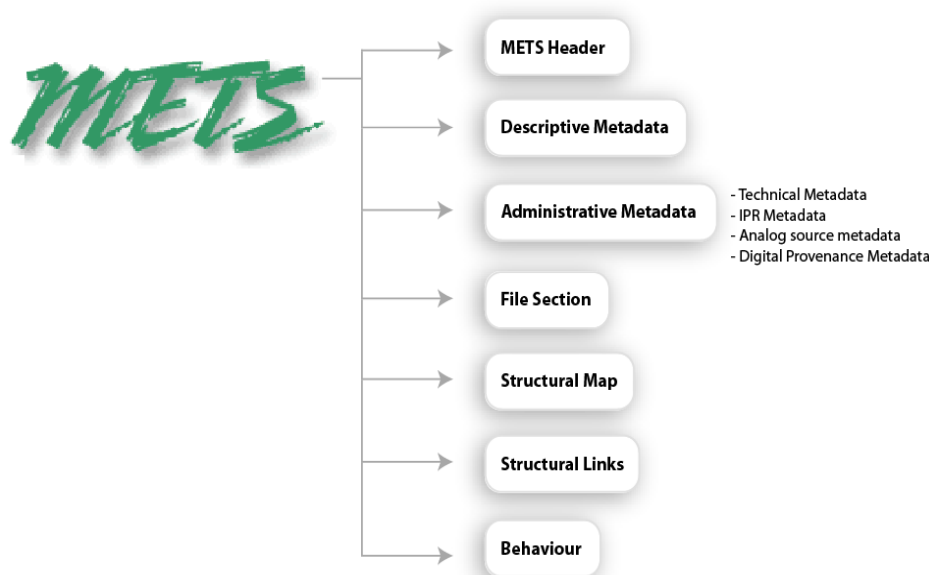 METS
METS Header
Descriptive Metadata
Administrative Metadata
- Technical Metadata
- IPR Metadata
- Analog source metadata
- Digital Provenance Metadata
File Section
Structural Map
Structural Links
Behaviour